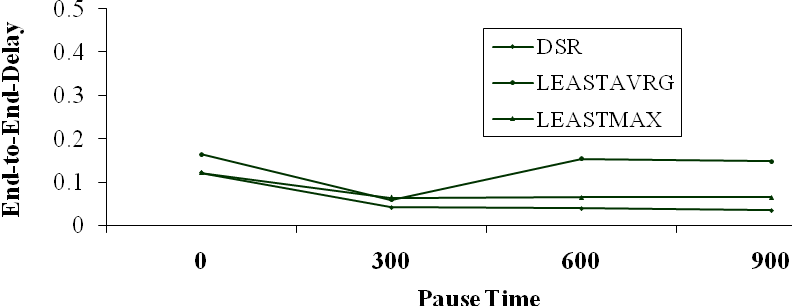 0.5
0.4
0.3
0.2
0.1
0
End-to-End-Delay
DSR
LEASTAVRG
LEASTMAX
0 300 600 900
Pause Time